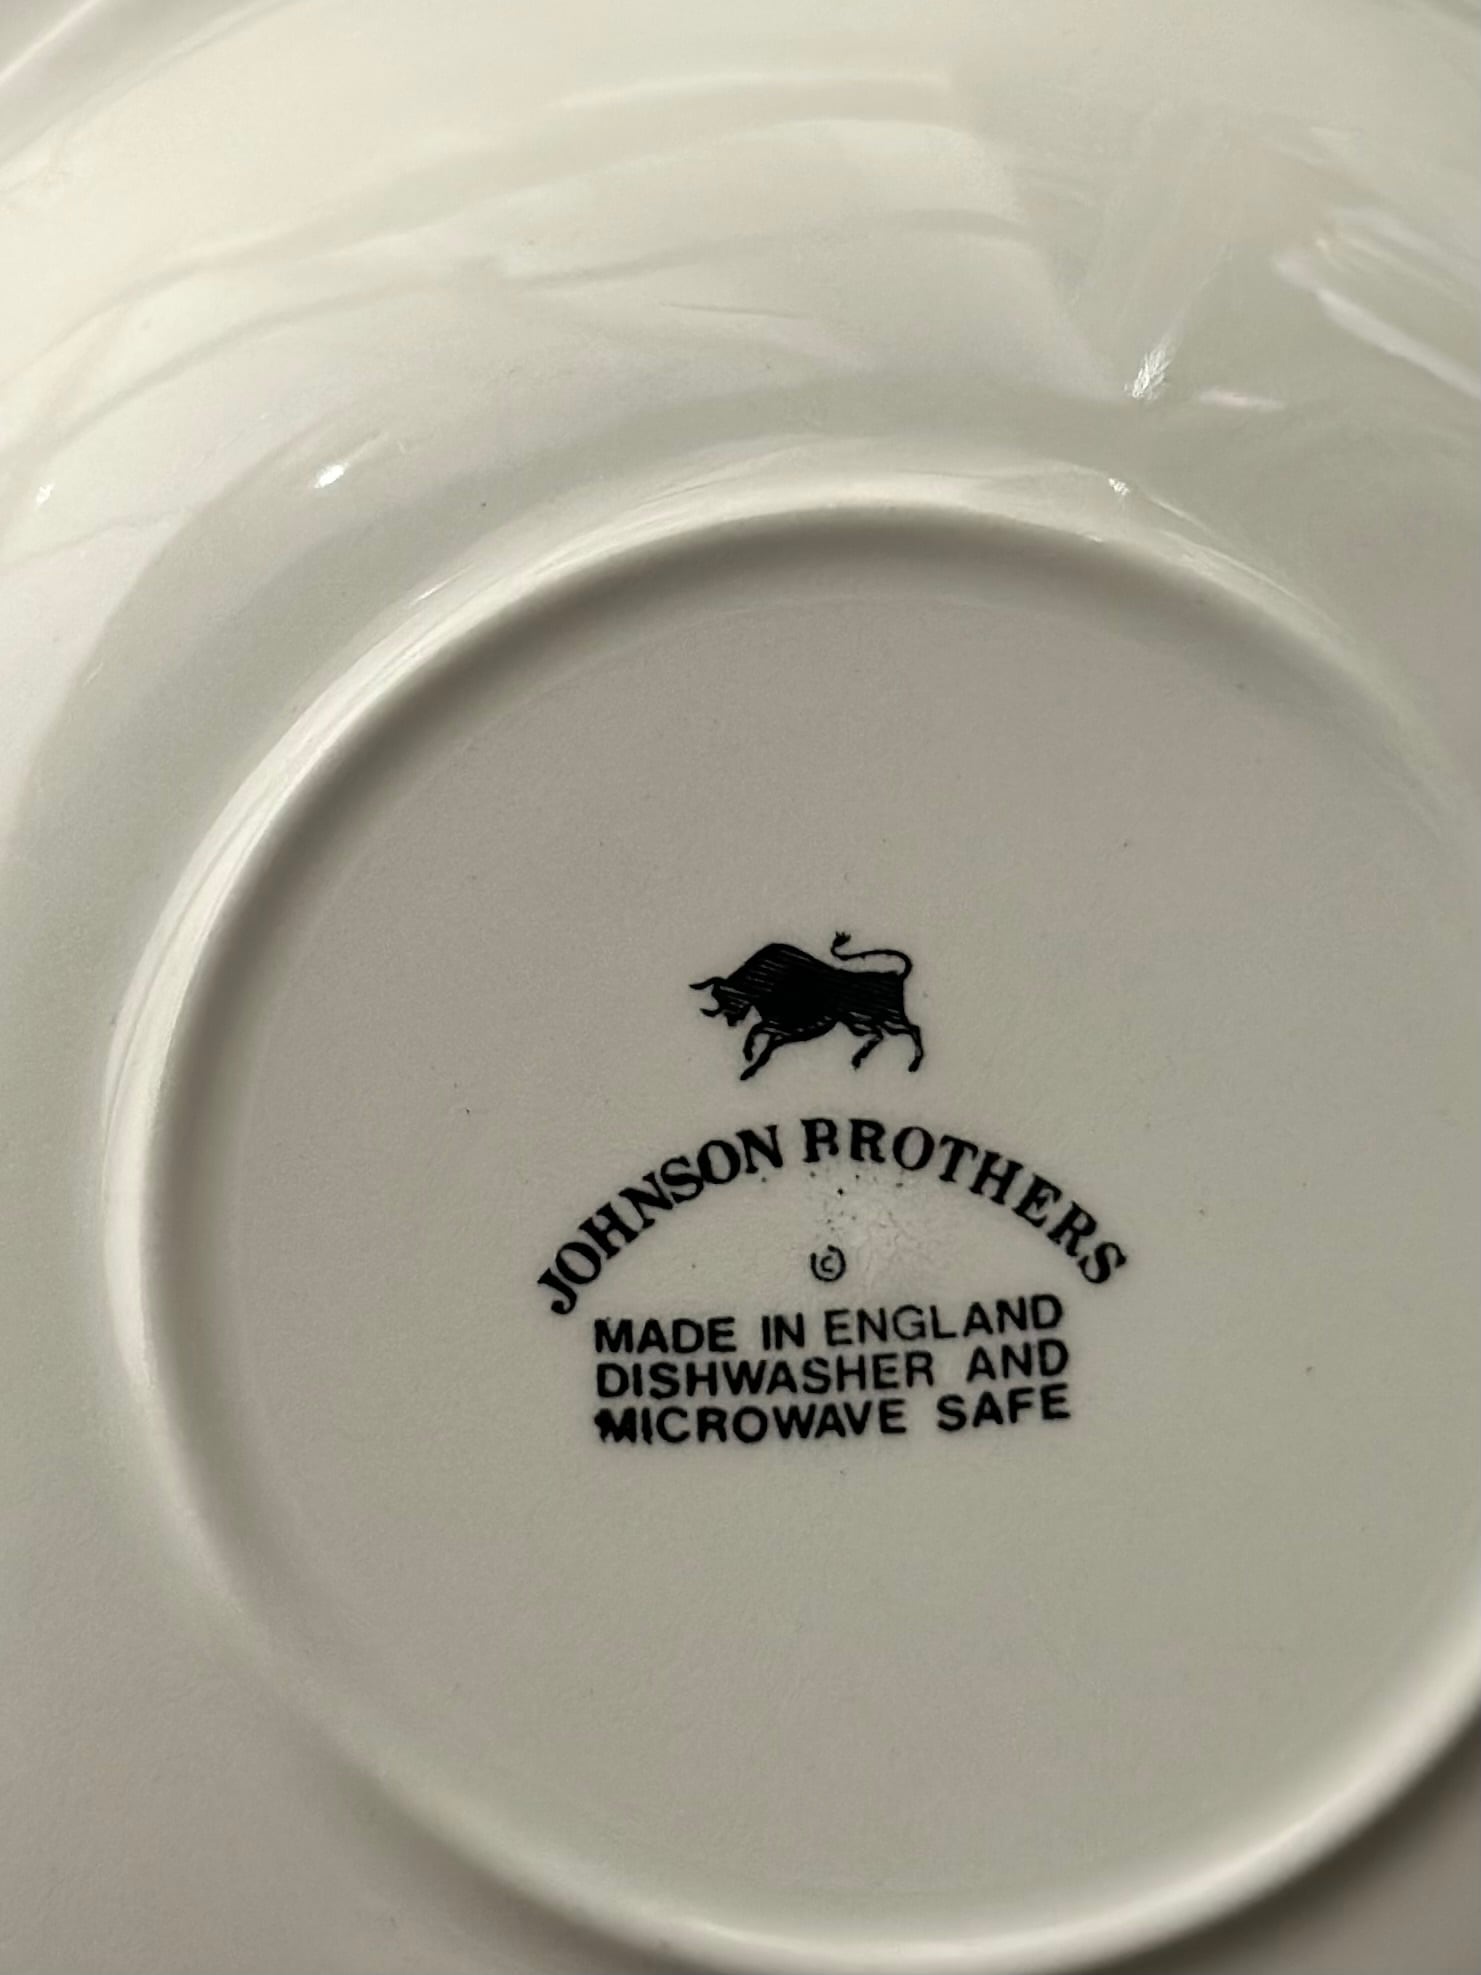 JOHNSON BROTHERS
©
MADE IN ENGLAND
DISHWASHER AND
MICROWAVE SAFE